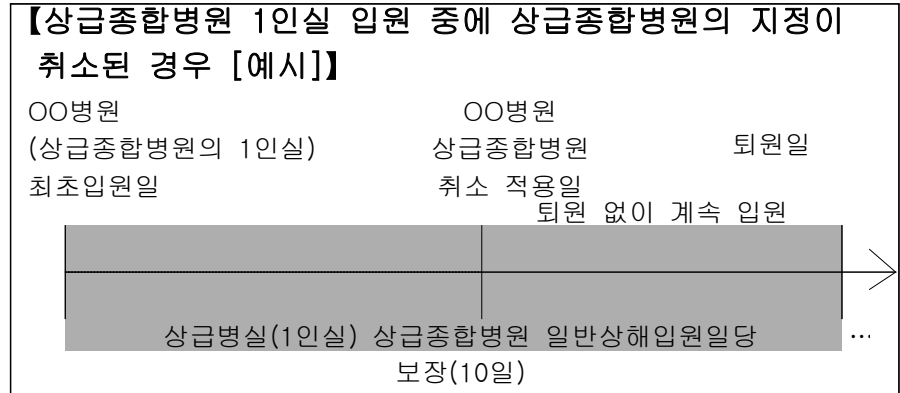 【상급종합병원 1인실 입원 중에 상급종합병원의 지정이
취소된 경우 [예시]】
OO병원
(상급종합병원의 1인실)
최초입원일
OO병원
상급종합병원
취소 적용일
퇴원일
퇴원 없이 계속 입원
상급병실(1인실) 상급종합병원 일반상해입원일당
보장(10일)
…